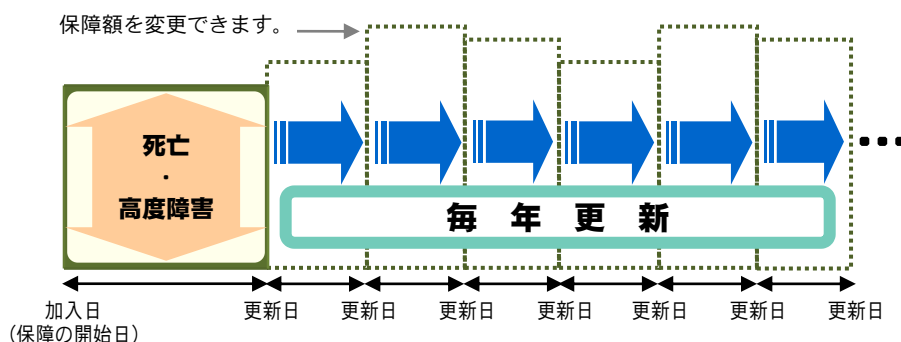 保障額を変更できます。
死亡
・
高度障害
毎年更新
•••
加入日
(保障の開始日)
更新日
更新日
更新日
更新日
更新日
更新日
更新日